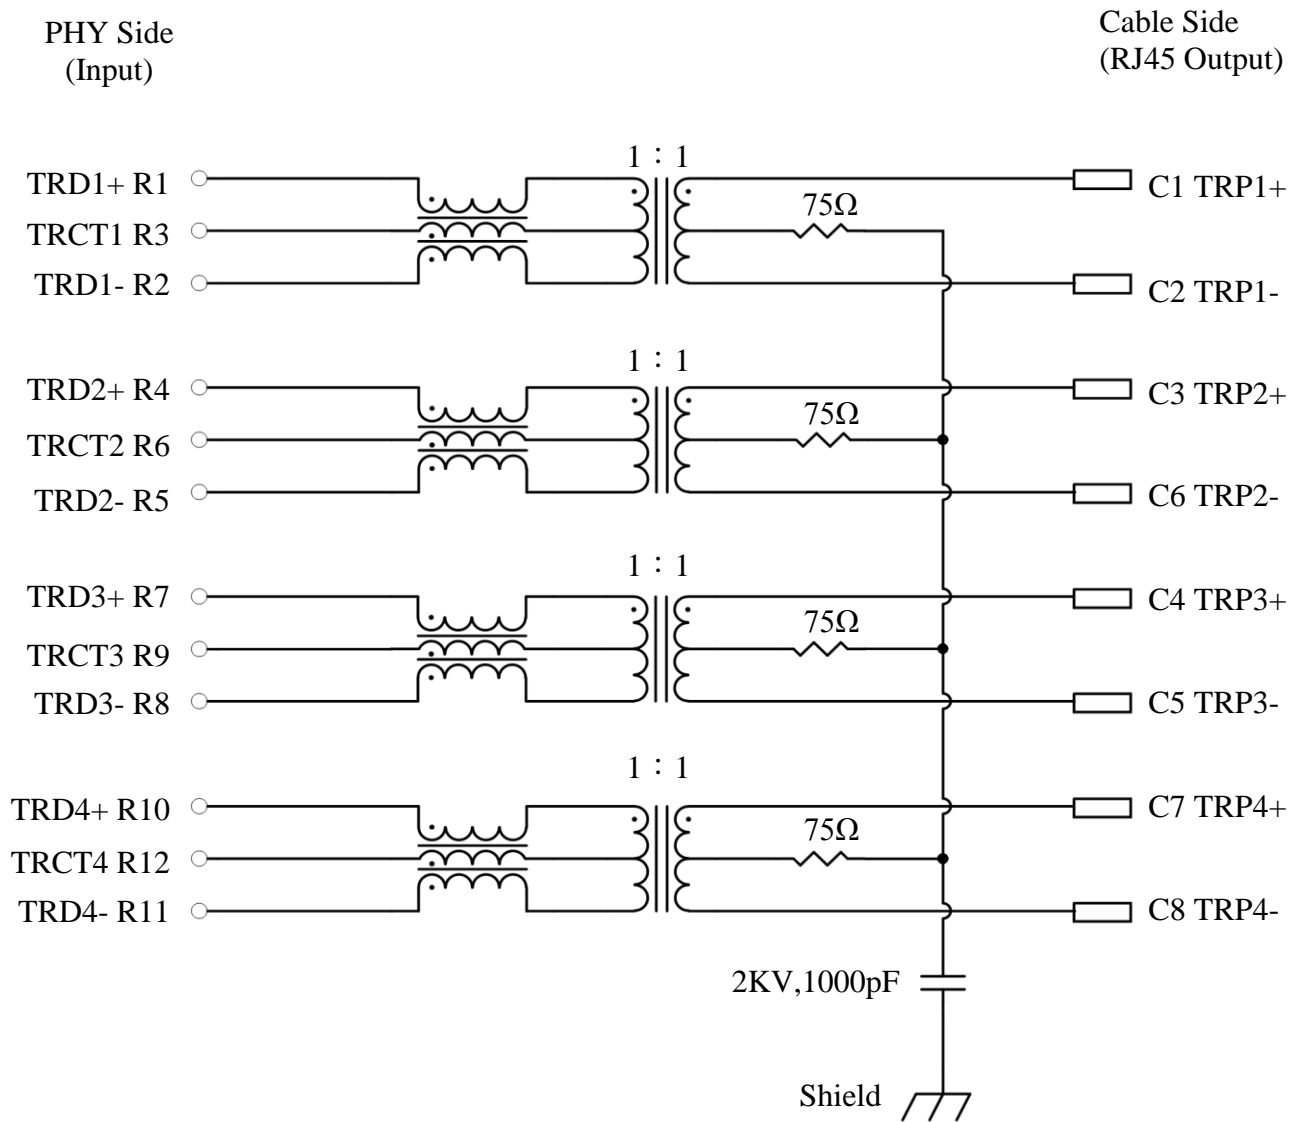 PHY Side
(Input)
Cable Side
(RJ45 Output)
1 : 1
TRD1+ R1
75Ω
C1 TRP1+
TRCT1 R3
TRD1- R2
C2 TRP1-
1 : 1
TRD2+ R4
75Ω
C3 TRP2+
TRCT2 R6
TRD2- R5
C6 TRP2-
1 : 1
TRD3+ R7
75Ω
C4 TRP3+
TRCT3 R9
TRD3- R8
C5 TRP3-
1 : 1
TRD4+ R10
75Ω
C7 TRP4+
TRCT4 R12
TRD4- R11
C8 TRP4-
2KV,1000pF
Shield